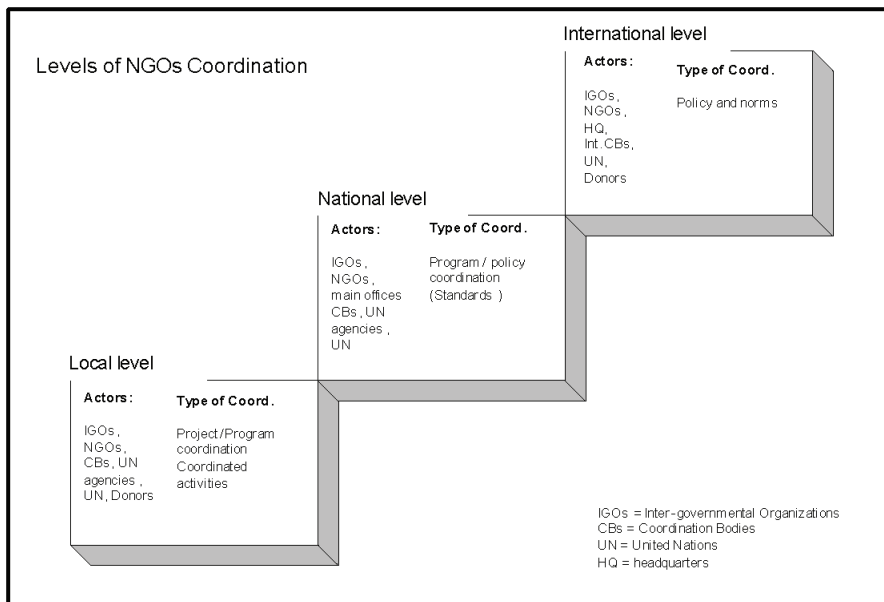 Levels of NGOs Coordination
International level
Actors:
IGOs,
NGOs,
HQ,
Int.CBs,
UN,
Donors
Type of Coord.
Policy and norms
National level
Actors:
IGOs,
NGOs,
main offices
CBs, UN
agencies ,
UN
Type of Coord.
Program / policy
coordination
(Standards )
Local level
Actors:
IGOs,
NGOs,
CBs, UN
agencies ,
UN, Donors
Type of Coord.
Project/Program
coordination
Coordinated
activities
IGOs = Inter-governmental Organizations
CBs = Coordination Bodies
UN = United Nations
HQ = headquarters